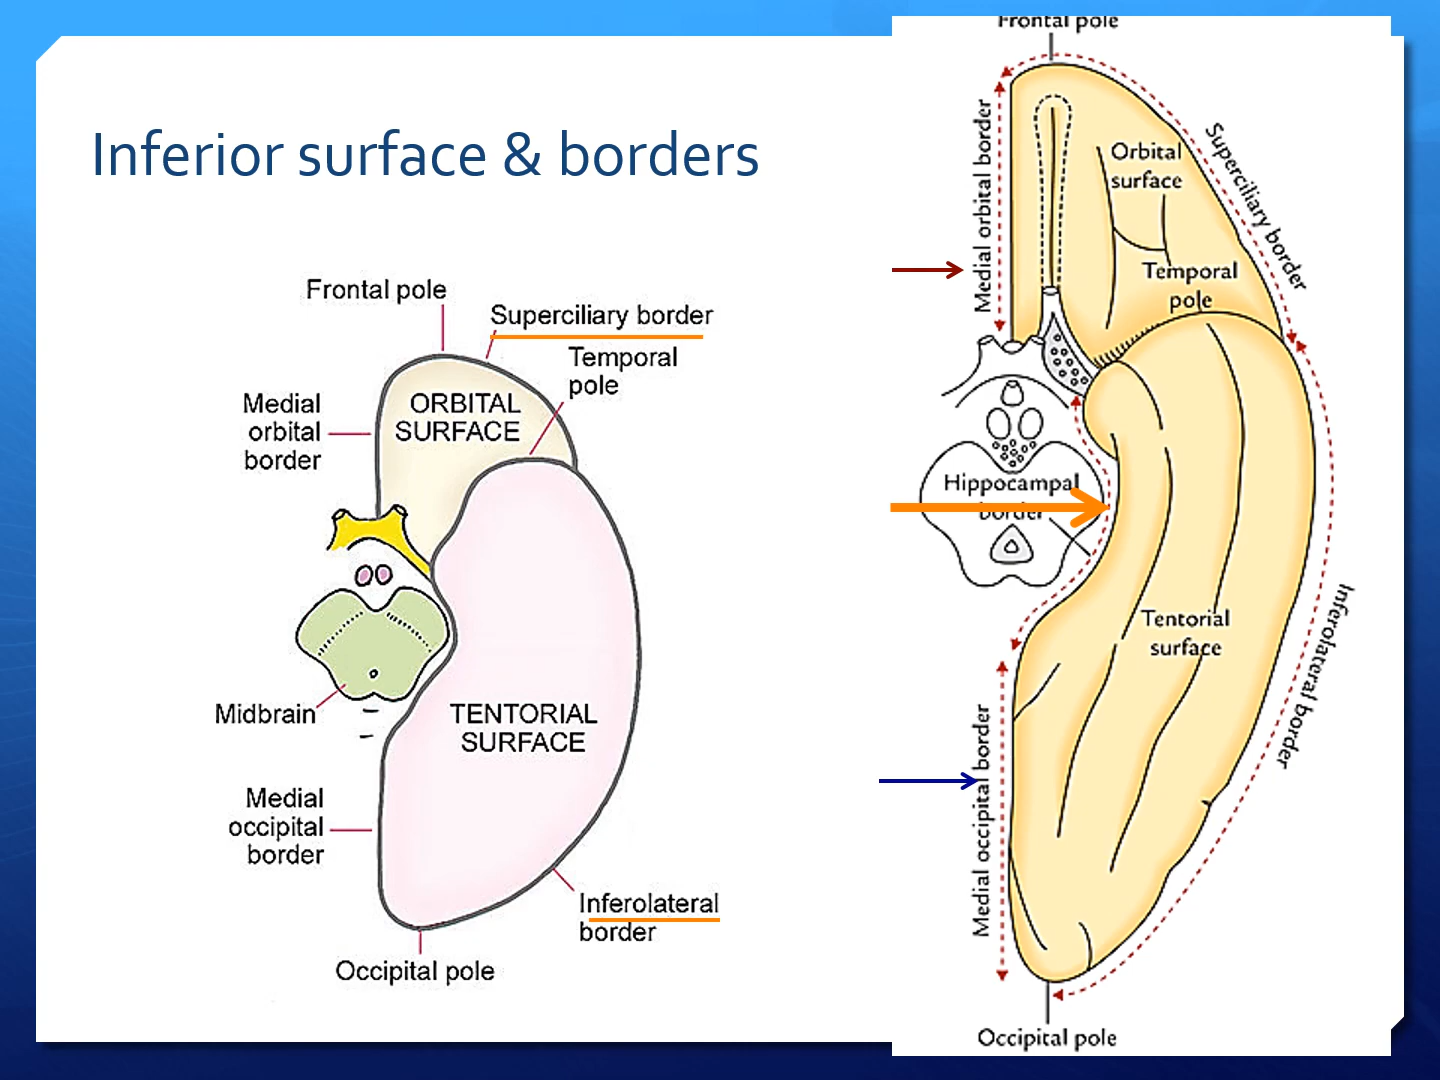 Inferior surface & borders
Frontal pole
Superciliary border
Temporal
pole
Medial
orbital
border
ORBITAL
SURFACE
Midbrain
TENTORIAL
SURFACE
Medial
occipital
border
Inferolateral
border
Occipital pole
Frontal pole
Medial orbital border
Orbital
surface
Superciliary border
Temporal
pole
Hippocampal
border
Tentorial
surface
Inferolateral border
Medial occipital border
Occipital pole